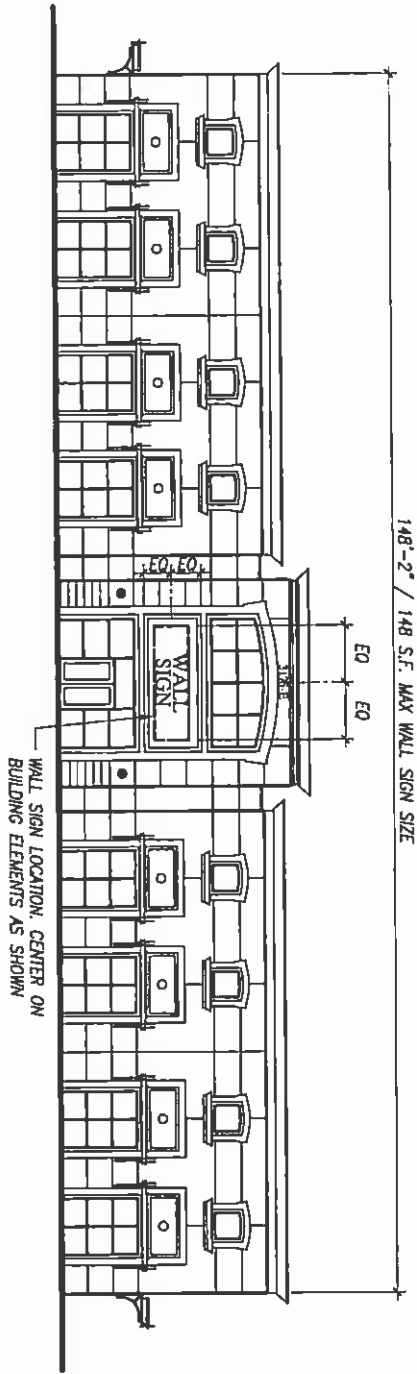 148'-2" / 148 S.F. MAX WALL SIGN SIZE
EQ
EQ
EQ
EQ
WALL
SIGN
WALL SIGN LOCATION, CENTER ON
BUILDING ELEMENTS AS SHOWN